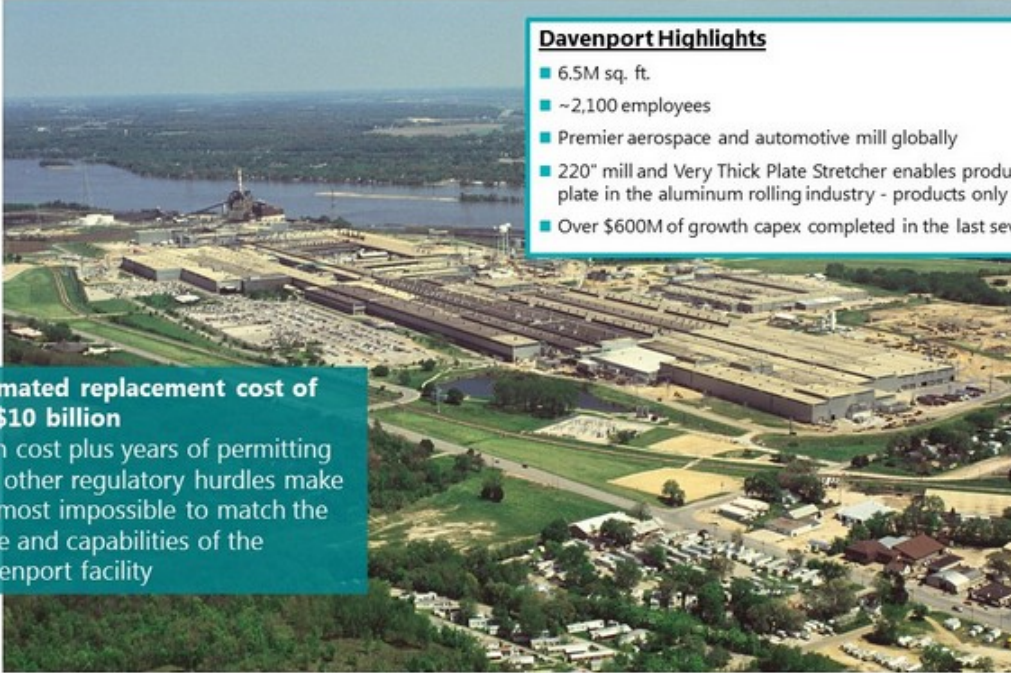 Davenport Highlights
6.5M sq. ft.
~2,100 employees
Premier aerospace and automotive mill globally
220" mill and Very Thick Plate Stretcher enables produ
plate in the aluminum rolling industry - products only
Over $600M of growth capex completed in the last sev
mated replacement cost of
$10 billion
cost plus years of permitting
other regulatory hurdles make
most impossible to match the
e and capabilities of the
enport facility